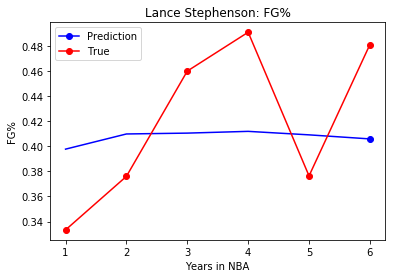 Lance Stephenson: FG%
Prediction
True
FG%
0.48
0.46
0.44
0.42
0.40
0.38
0.36
0.34
1 2 3 4 5 6
Years in NBA